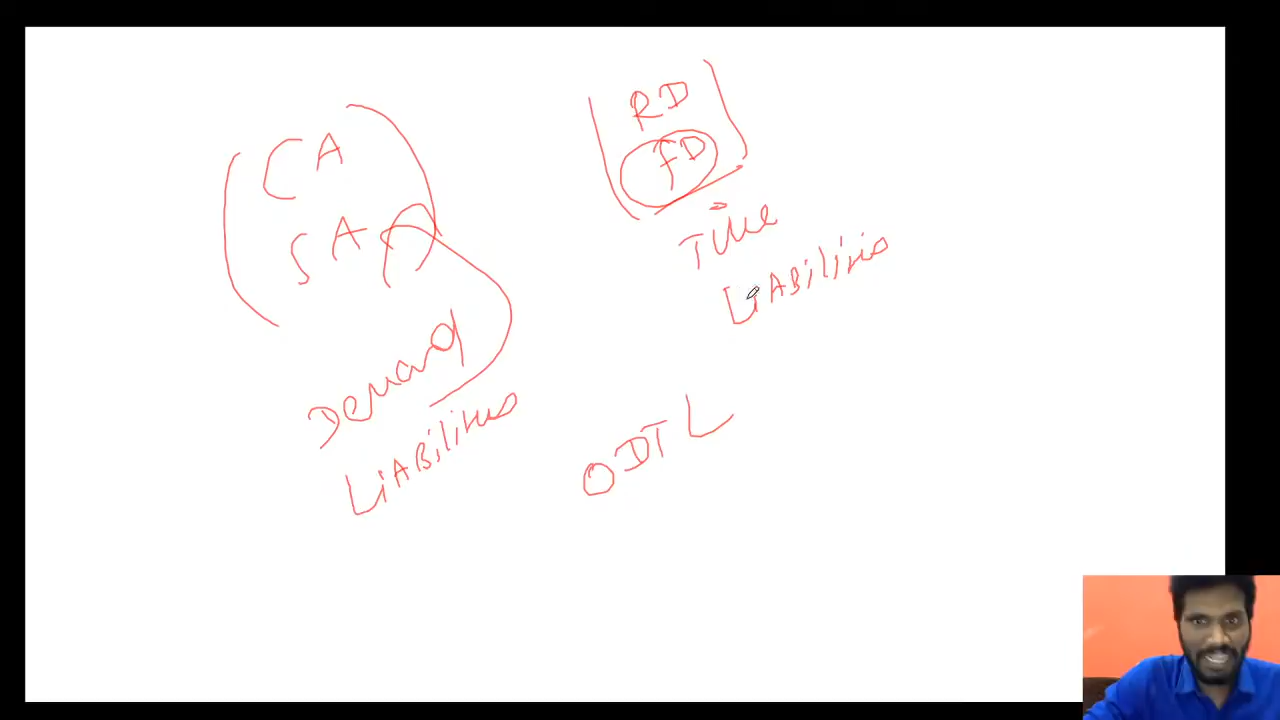 CA
SA
Demand
Liabilities
RD
FD
Time
Liabilities
ODTL